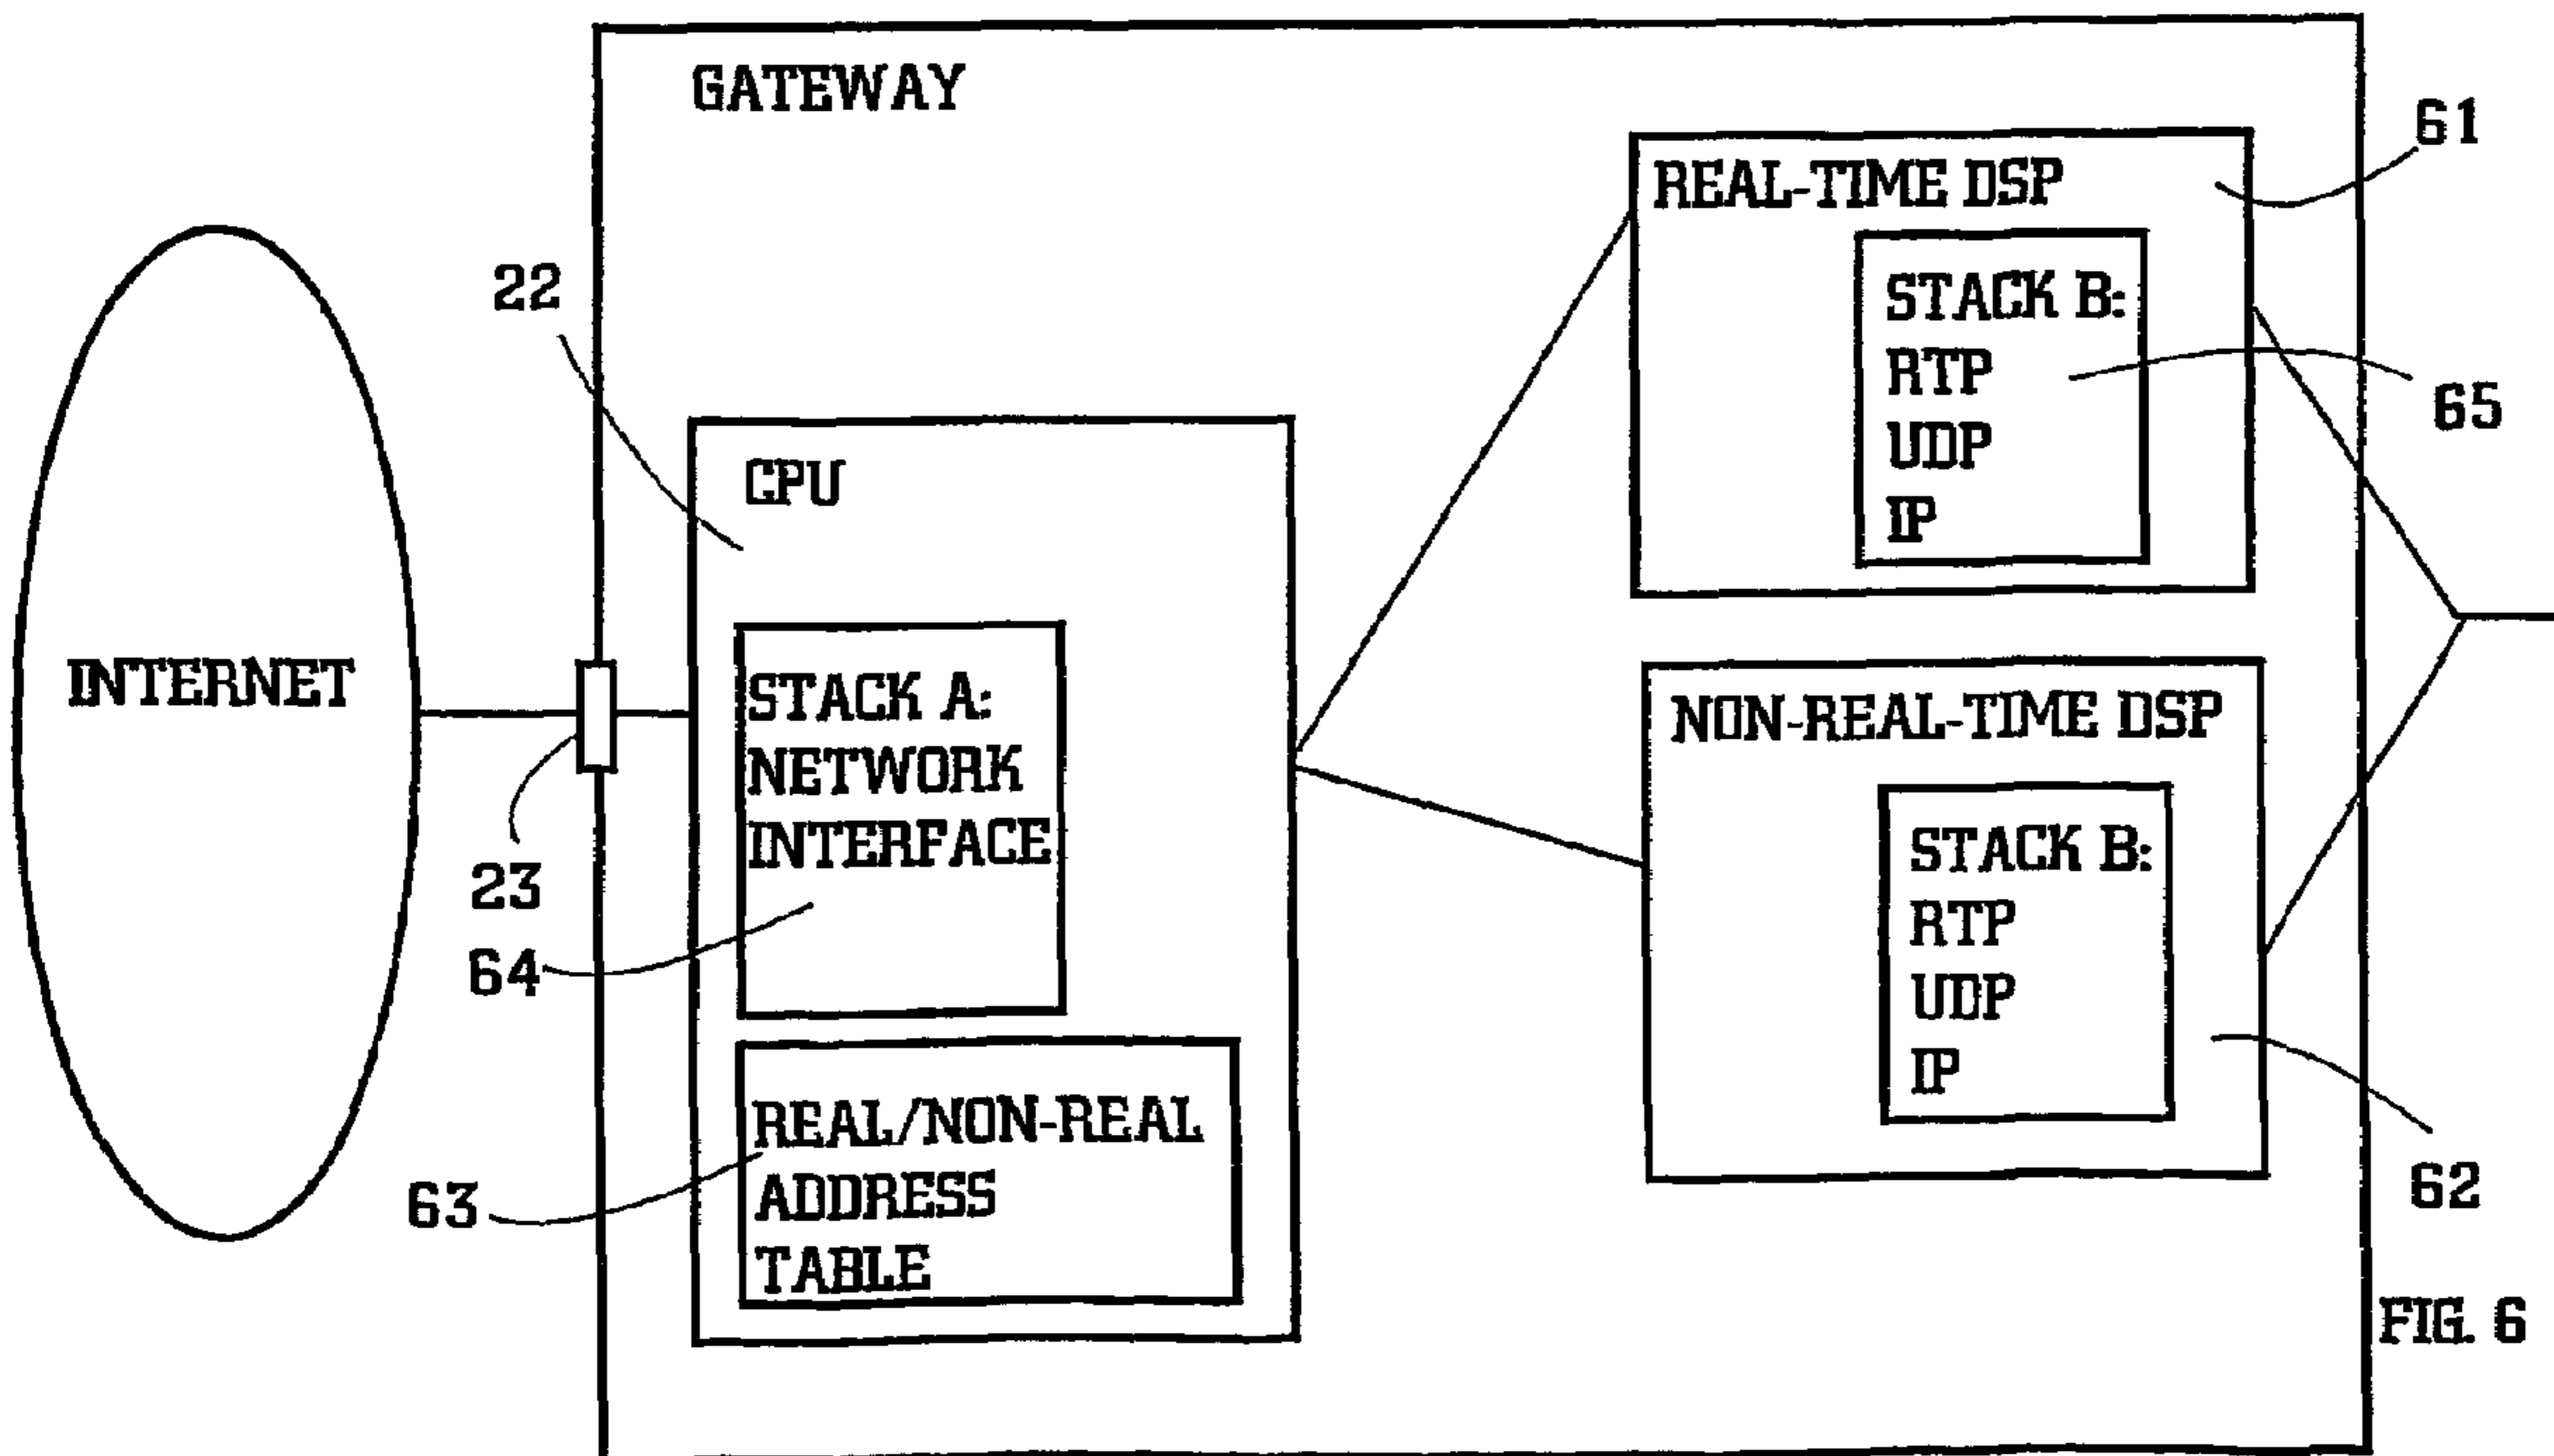 GATEWAY
61
REAL-TIME DSP
STACK B:
RTP
UDP
IP
65
22
CPU
INTERNET
STACK A:
NETWORK
INTERFACE
23
64
NON-REAL-TIME DSP
STACK B:
RTP
UDP
IP
62
REAL/NON-REAL
ADDRESS
TABLE
63
FIG. 6